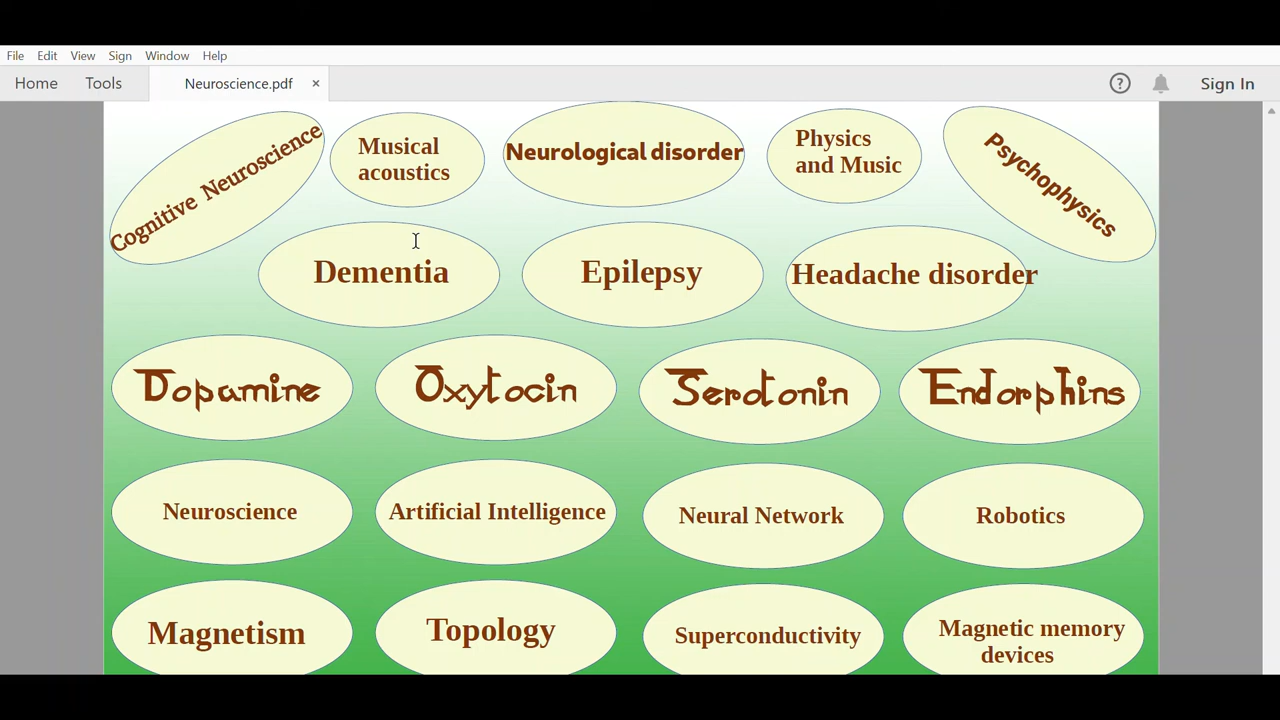 File Edit View Sign Window Help
Home Tools Neuroscience.pdf × ? Sign In
Cognitive Neuroscience
Musical
acoustics
Neurological disorder
Physics
and Music
Psychophysics
Dementia
Epilepsy
Headache disorder
Dopamine
Oxytocin
Serotonin
Endorphins
Neuroscience
Artificial Intelligence
Neural Network
Robotics
Magnetism
Topology
Superconductivity
Magnetic memory
devices